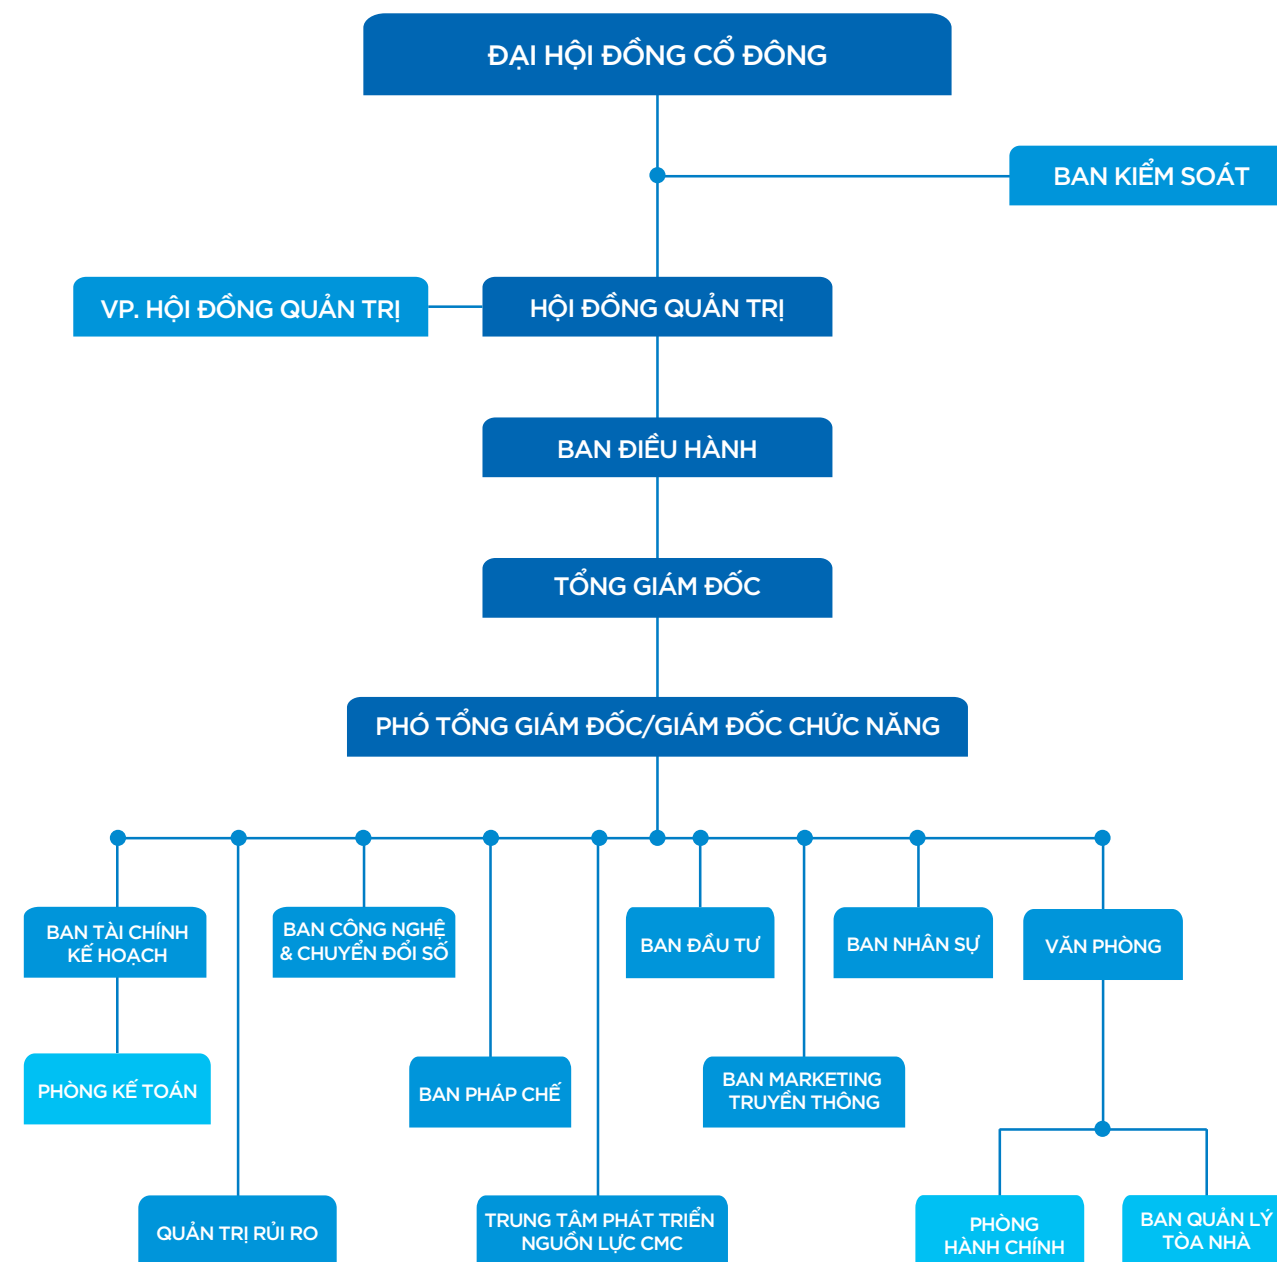 ĐẠI HỘI ĐỒNG CỔ ĐÔNG
BAN KIỂM SOÁT
VP. HỘI ĐỒNG QUẢN TRỊ
HỘI ĐỒNG QUẢN TRỊ
BAN ĐIỀU HÀNH
TỔNG GIÁM ĐỐC
PHÓ TỔNG GIÁM ĐỐC/GIÁM ĐỐC CHỨC NĂNG
BAN TÀI CHÍNH
KẾ HOẠCH
BAN CÔNG NGHỆ
& CHUYỂN ĐỔI SỐ
BAN ĐẦU TƯ
BAN NHÂN SỰ
VĂN PHÒNG
PHÒNG KẾ TOÁN
BAN PHÁP CHẾ
BAN MARKETING
TRUYỀN THÔNG
QUẢN TRỊ RỦI RO
TRUNG TÂM PHÁT TRIỂN
NGUỒN LỰC CMC
PHÒNG
HÀNH CHÍNH
BAN QUẢN LÝ
TÒA NHÀ